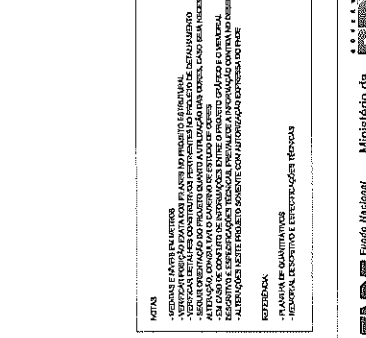 NOTAS
- MEDIDAS E NÍVEIS EM METROS
- VERIFICAR POSIÇÃO EXATA DOS PILARES NO PROJETO ESTRUTURAL
- VERIFICAR DETALHES CONSTRUTIVOS PERTINENTES NO PROJETO DE DETALHAMENTO
- SEGUIR ORIENTAÇÃO DO PROJETO QUANTO A UTILIZAÇÃO DAS CORES, CASO SEJA
ALTERAÇÃO, CONSULTAR O CADERNO DE ESTUDO DE CORES
- EM CASO DE CONFLITO DE INFORMAÇÕES ENTRE O PROJETO GRÁFICO E O MEMORIAL
DESCRITIVO E ESPECIFICAÇÕES TÉCNICAS, PREVALECE A INFORMAÇÃO CONTIDA NO
- ALTERAÇÕES NESTE PROJETO SOMENTE COM AUTORIZAÇÃO EXPRESSA DO FNDE
REFERÊNCIA:
- PLANILHA DE QUANTITATIVOS
- MEMORIAL DESCRITIVO E ESPECIFICAÇÕES TÉCNICAS
Fundo Nacional
Ministério da